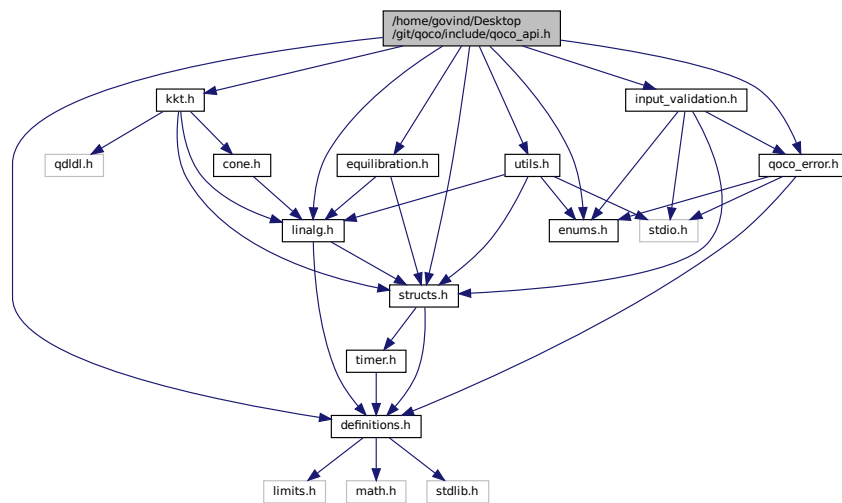 /home/govind/Desktop
/git/qoco/include/qoco_api.h
kkt.h
input_validation.h
qdldl.h
cone.h
equilibration.h
utils.h
qoco_error.h
linalg.h
enums.h
stdio.h
structs.h
timer.h
definitions.h
limits.h
math.h
stdlib.h